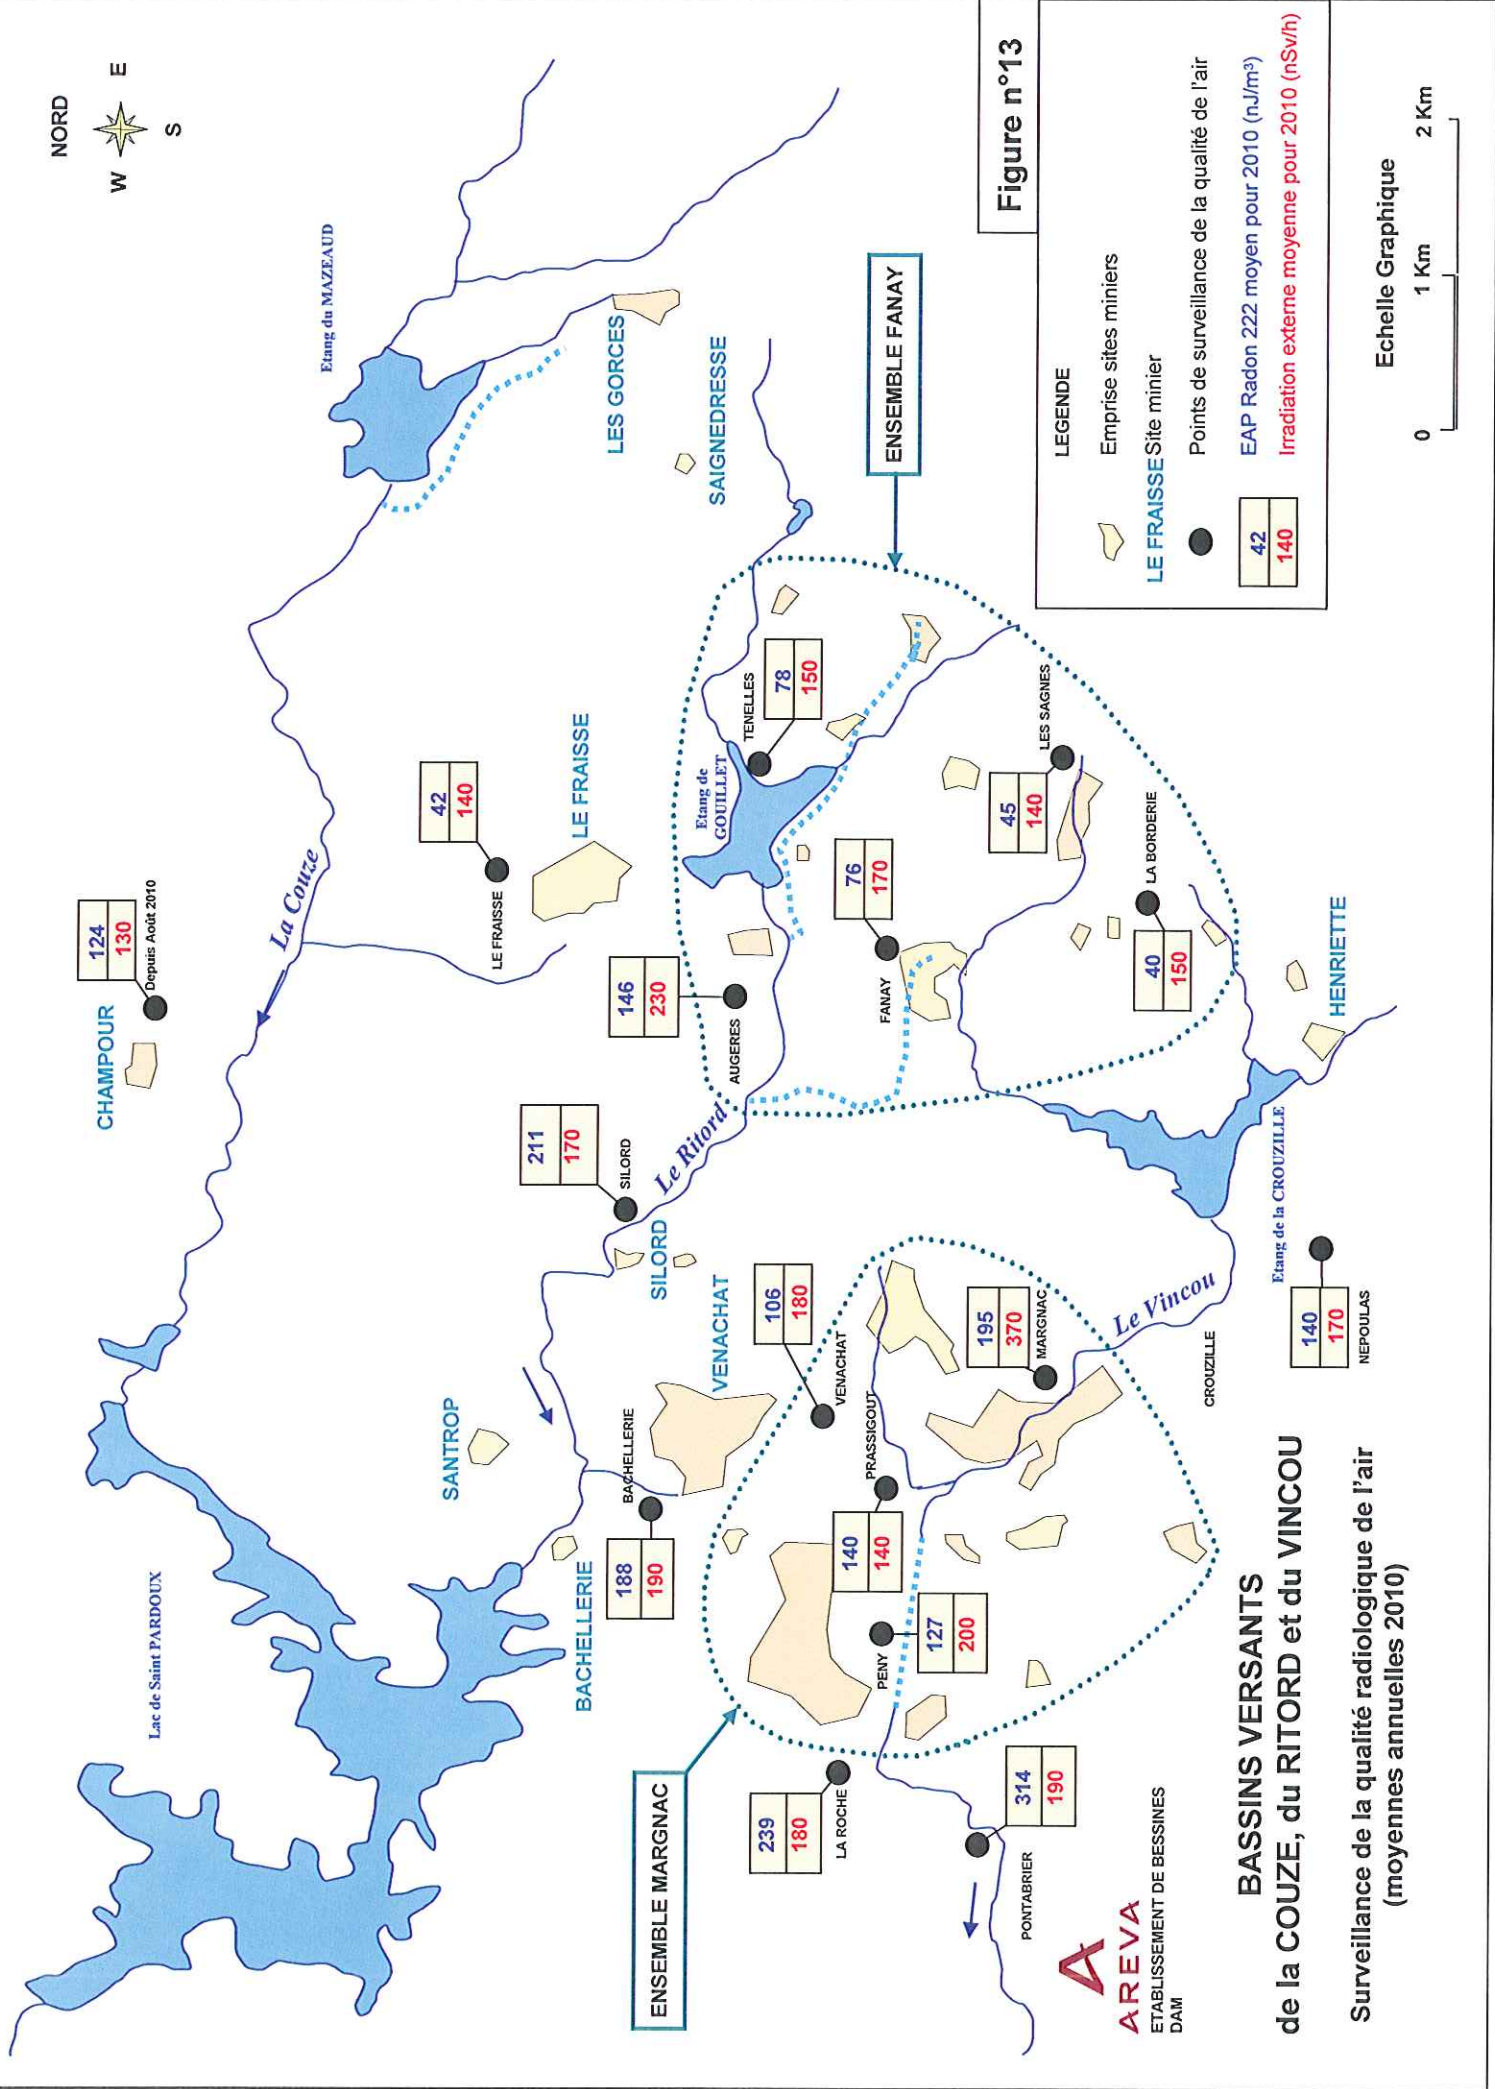 NORD
W
E
S
Etang du MAZEAUD
CHAMPOUR
124
130
Depuis Août 2010
La Couze
Lac de Saint PARDOUX
42
140
LE FRAISSE
LE FRAISSE
LES GORCES
SAIGNEDRESSE
SANTROP
211
170
SILORD
SILORD
Le Ritord
146
230
AUGERES
Etang de
GOUILLET
TENELLES
78
150
BACHELLERIE
BACHELLERIE
188
190
VENACHAT
106
180
VENACHAT
76
170
FANAY
ENSEMBLE FANAY
ENSEMBLE MARGNAC
239
180
LA ROCHE
PRASSIGOUT
140
140
PENY
127
200
195
370
MARGNAC
45
140
LES SAGNES
LA BORDERIE
40
150
314
190
PONTABRIER
Le Vincou
CROUZILLE
Etang de la CROUZILLE
HENRIETTE
140
170
NEPOULAS
Figure n°13
LEGENDE
Emprise sites miniers
LE FRAISSE Site minier
Points de surveillance de la qualité de l'air
42
140
EAP Radon 222 moyen pour 2010 (nJ/m³)
Irradiation externe moyenne pour 2010 (nSv/h)
Echelle Graphique
0
1 Km
2 Km
AREVA
ETABLISSEMENT DE BESSINES
DAM
BASSINS VERSANTS
de la COUZE, du RITORD et du VINCOU
Surveillance de la qualité radiologique de l'air
(moyennes annuelles 2010)